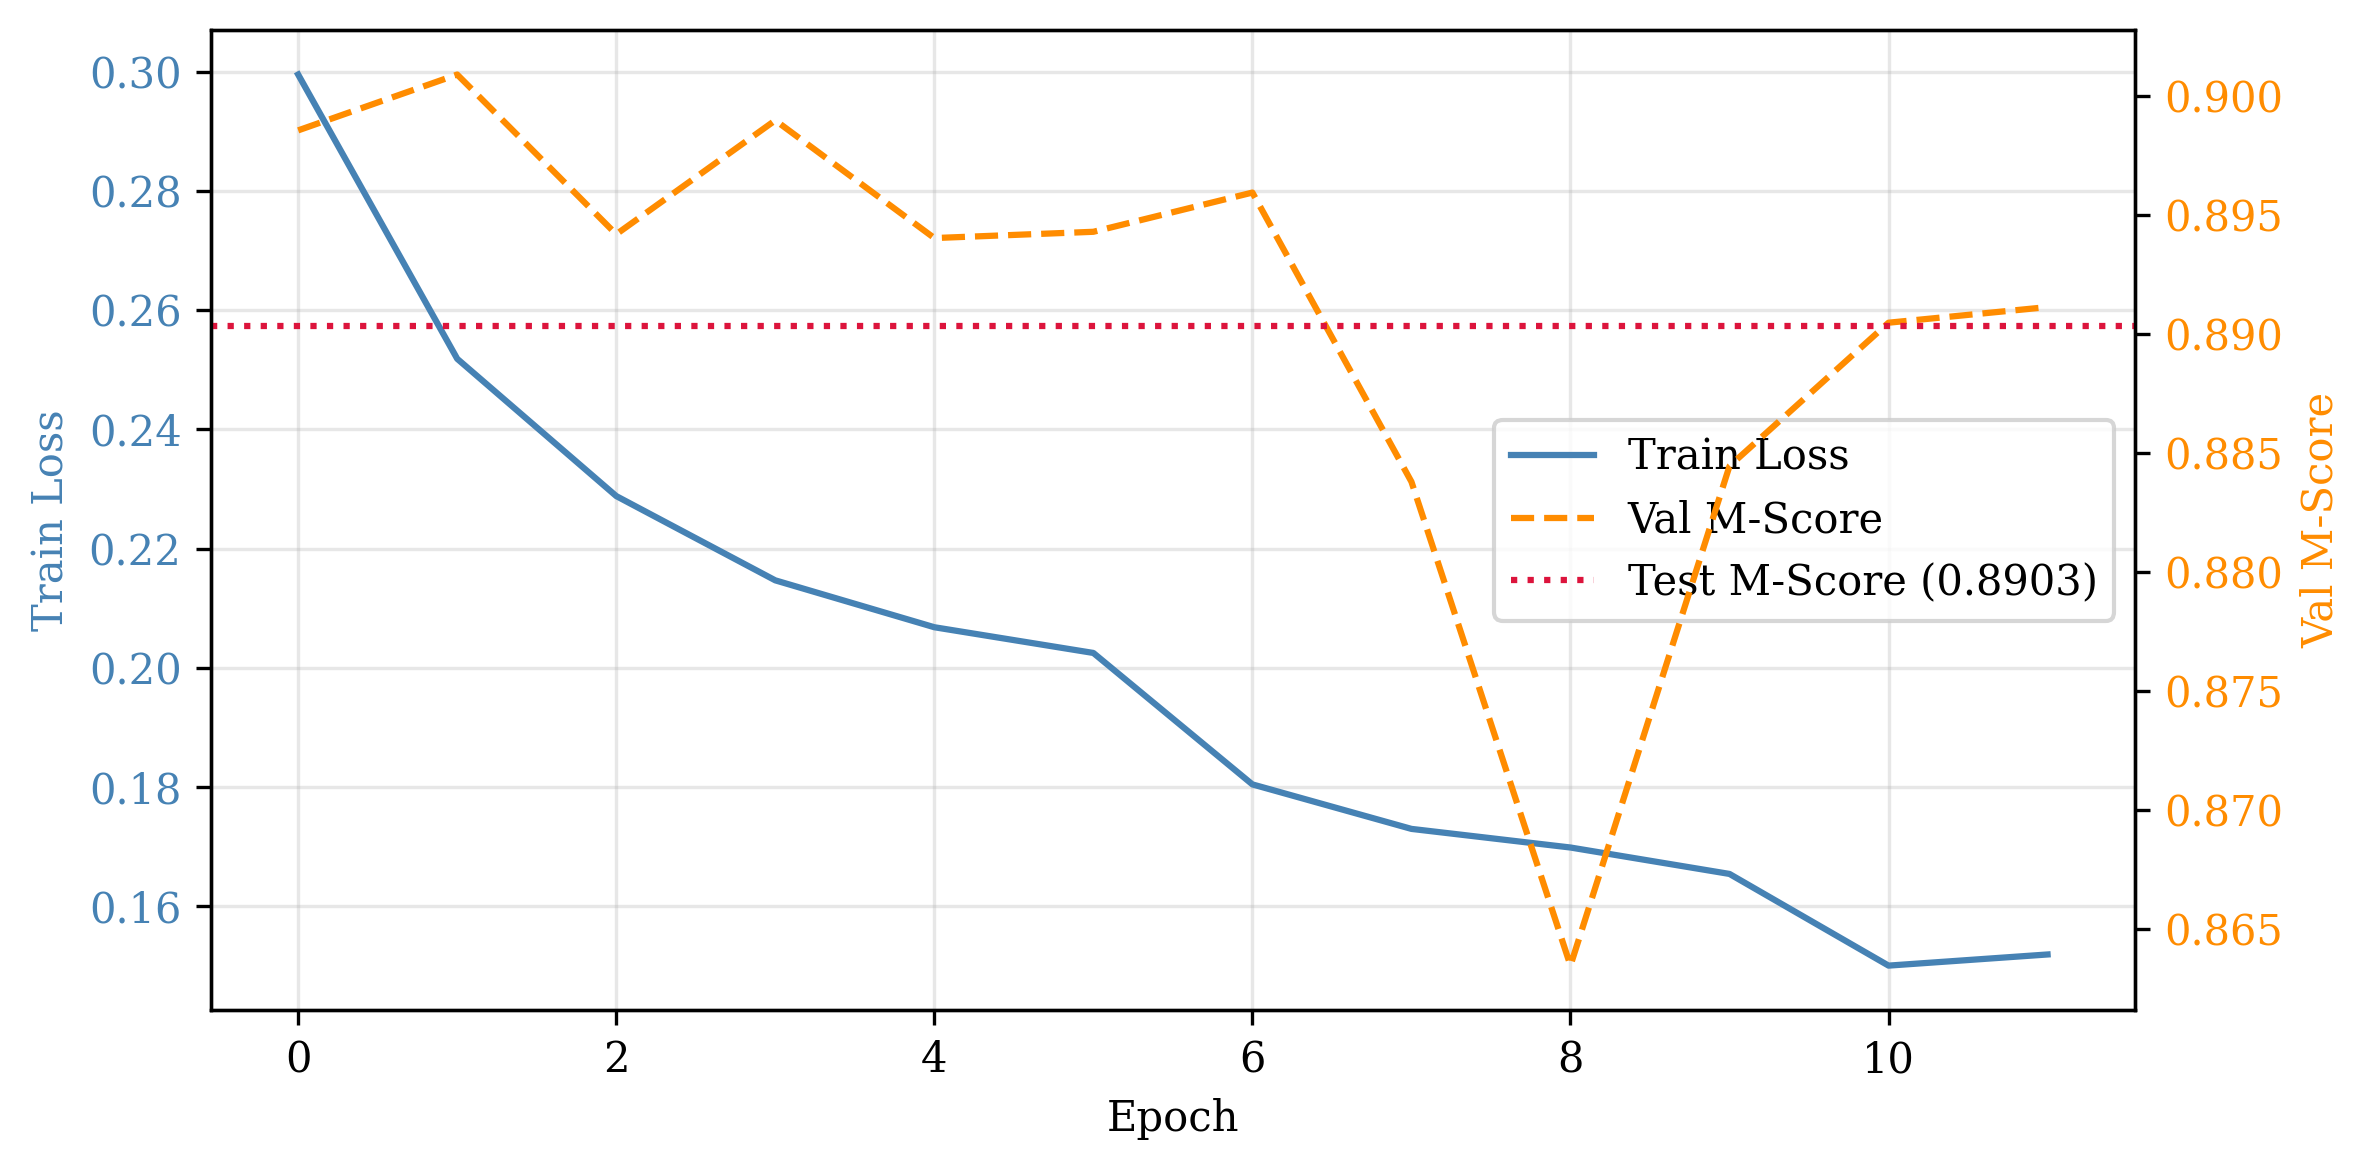 0.30
0.28
0.26
0.24
0.22
0.20
0.18
0.16
Train Loss
0.900
0.895
0.890
0.885
0.880
0.875
0.870
0.865
Val M-Score
Train Loss
Val M-Score
Test M-Score (0.8903)
0 2 4 6 8 10
Epoch